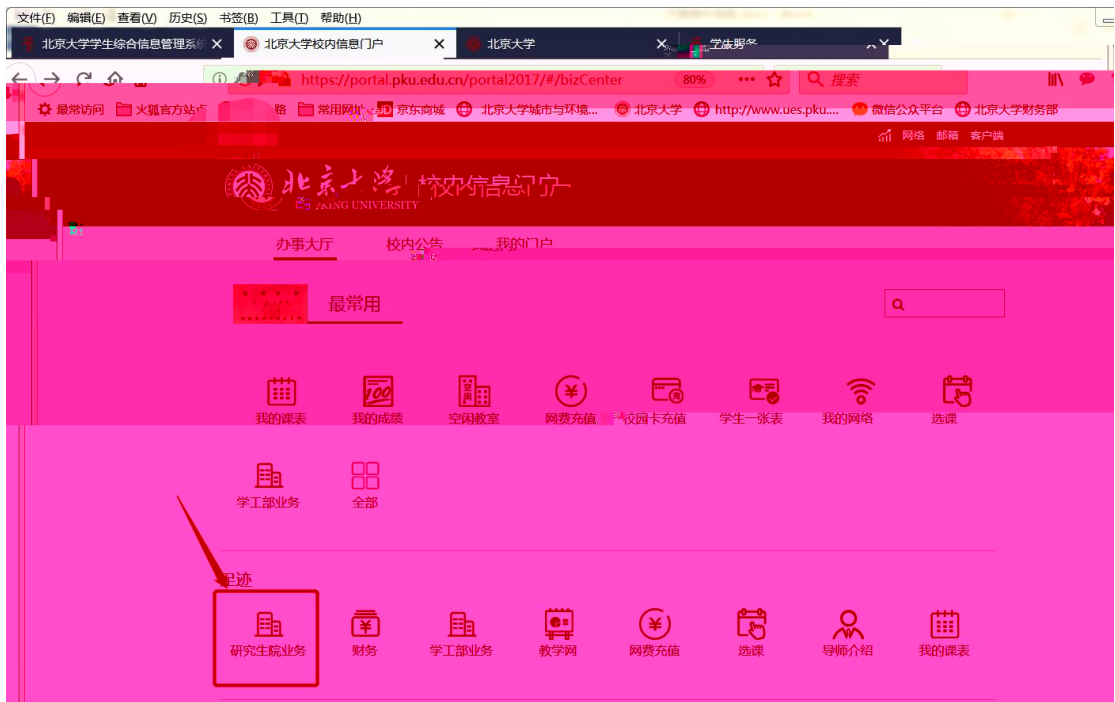 文件(F) 编辑(E) 查看(V) 历史(S) 书签(B) 工具(T) 帮助(H)
北京大学学生综合信息管理系统 北京大学校内信息门户 北京大学
https://portal.pku.edu.cn/portal2017/#/bizCenter 80% 搜索
最常访问 火狐官方站点 常用网址 JD 京东商城 北京大学城市与环境... 北京大学 http://www.ues.pku.... 微信公众平台 北京大学财务部
网络 邮箱 客户端
北京大学 校内信息门户
PEKING UNIVERSITY
办事大厅 校内公告 我的门户
最常用
我的课表 我的成绩 空闲教室 网费充值 校园卡充值 学生一张表 我的网络 选课
学工部业务 全部
足迹
研究生院业务 财务 学工部业务 教学网 网费充值 选课 导师介绍 我的课表